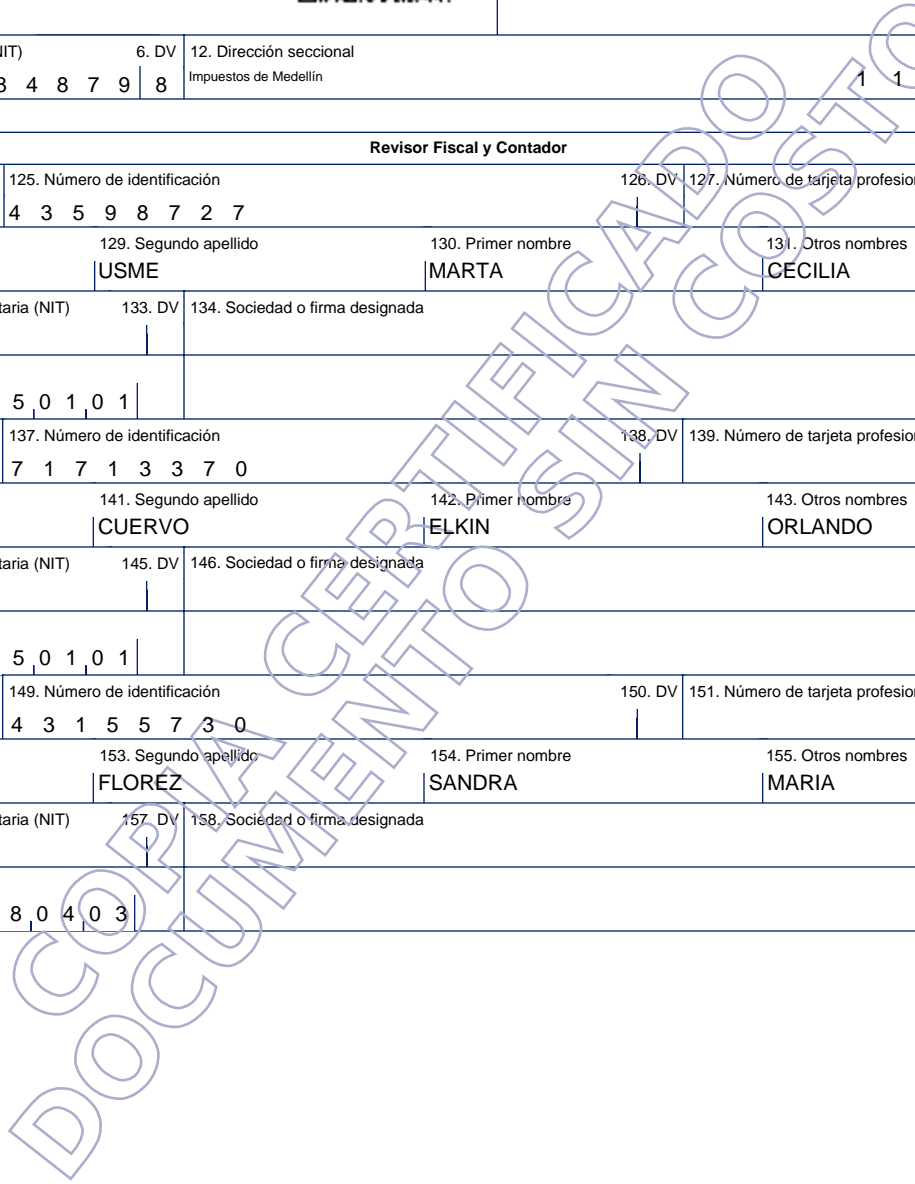 NIT) 6. DV 12. Dirección seccional
3 4 8 7 9 8 Impuestos de Medellín 1 1
Revisor Fiscal y Contador
125. Número de identificación 126. DV 127. Número de tarjeta profesion
4 3 5 9 8 7 2 7
129. Segundo apellido 130. Primer nombre 131. Otros nombres
USME MARTA CECILIA
taria (NIT) 133. DV 134. Sociedad o firma designada
5 0 1 0 1
137. Número de identificación 138. DV 139. Número de tarjeta profesion
7 1 7 1 3 3 7 0
141. Segundo apellido 142. Primer nombre 143. Otros nombres
CUERVO ELKIN ORLANDO
taria (NIT) 145. DV 146. Sociedad o firma designada
5 0 1 0 1
149. Número de identificación 150. DV 151. Número de tarjeta profesion
4 3 1 5 5 7 3 0
153. Segundo apellido 154. Primer nombre 155. Otros nombres
FLOREZ SANDRA MARIA
taria (NIT) 157. DV 158. Sociedad o firma designada
8 0 4 0 3
COPIA CERTIFICADO
DOCUMENTO SIN COSTO